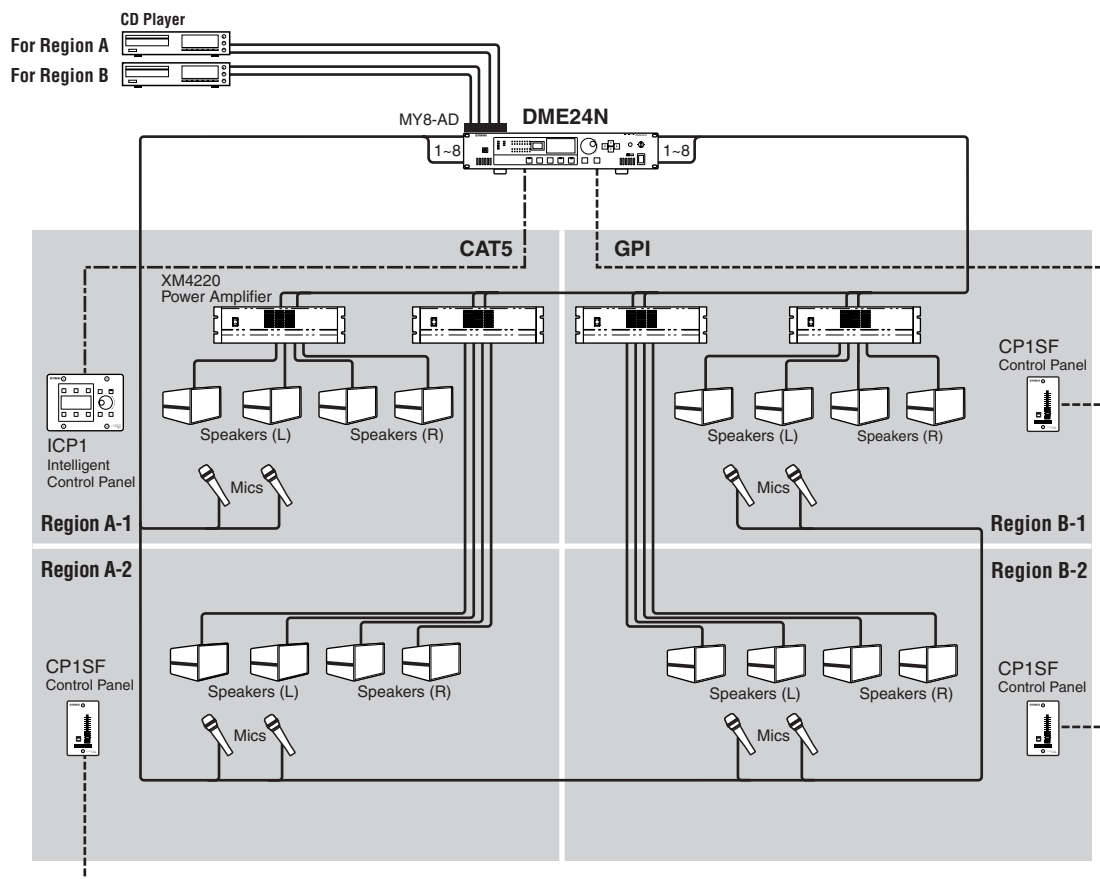 CD Player
For Region A
For Region B
MY8-AD
DME24N
1~8
1~8
CAT5
GPI
XM4220
Power Amplifier
CP1SF
Control Panel
Speakers (L)
Speakers (R)
Speakers (L)
Speakers (R)
ICP1
Intelligent
Control Panel
Mics
Mics
Region A-1
Region B-1
Region A-2
Region B-2
CP1SF
Control Panel
Speakers (L)
Speakers (R)
Speakers (L)
Speakers (R)
CP1SF
Control Panel
Mics
Mics